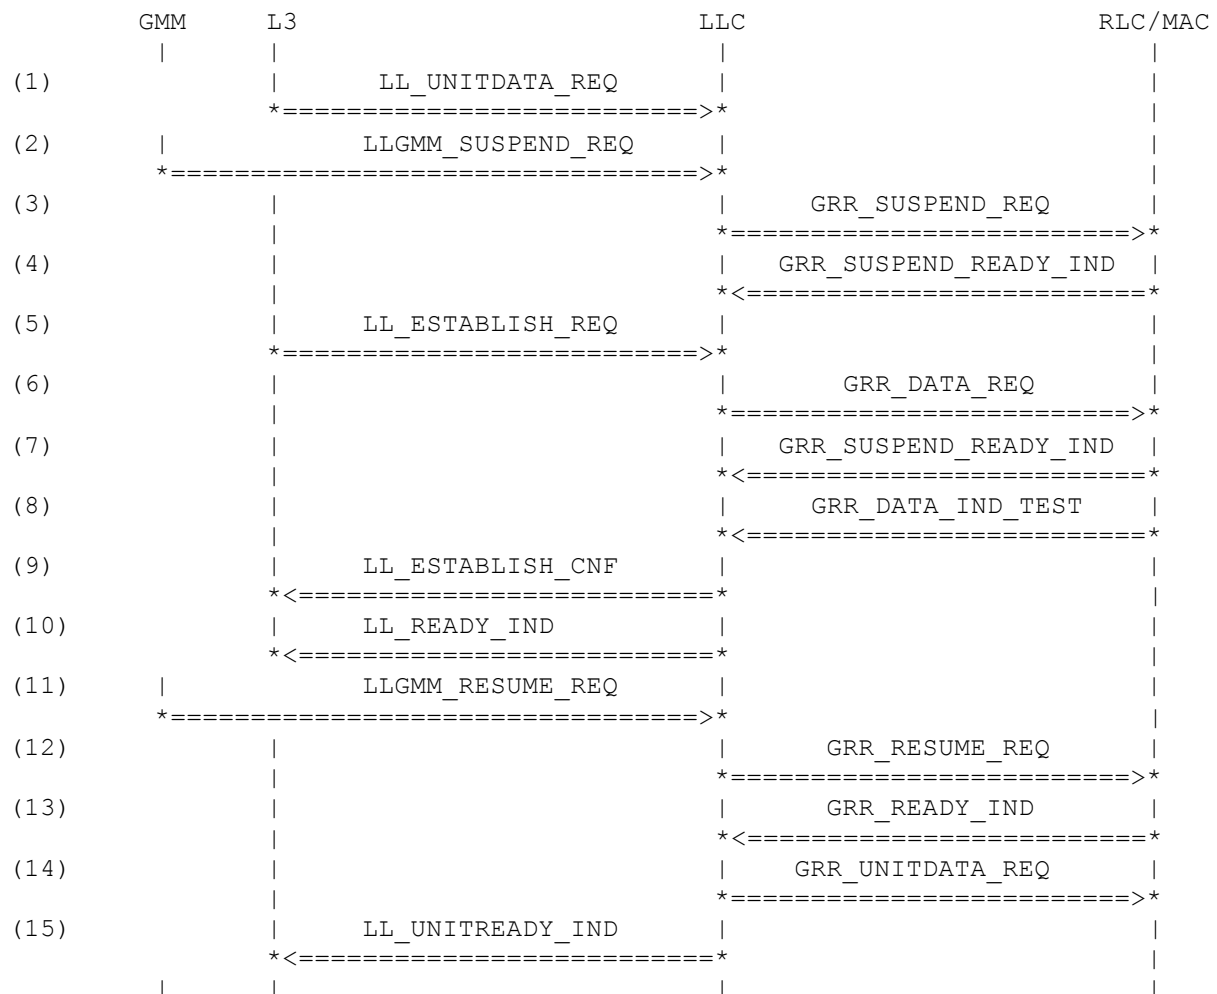 GMM L3 LLC RLC/MAC
| | | |
(1) | LL_UNITDATA_REQ | |
*==========================>* |
(2) | LLGMM_SUSPEND_REQ | |
*=================================>* |
(3) | | GRR_SUSPEND_REQ |
| *=========================>*
(4) | | GRR_SUSPEND_READY_IND |
| *<=========================*
(5) | LL_ESTABLISH_REQ | |
*==========================>* |
(6) | | GRR_DATA_REQ |
| *=========================>*
(7) | | GRR_SUSPEND_READY_IND |
| *<=========================*
(8) | | GRR_DATA_IND_TEST |
| *<=========================*
(9) | LL_ESTABLISH_CNF | |
*<==========================* |
(10) | LL_READY_IND | |
*<==========================* |
(11) | LLGMM_RESUME_REQ | |
*=================================>* |
(12) | | GRR_RESUME_REQ |
| *=========================>*
(13) | | GRR_READY_IND |
| *<=========================*
(14) | | GRR_UNITDATA_REQ |
| *=========================>*
(15) | LL_UNITREADY_IND | |
*<==========================* |
| | | |